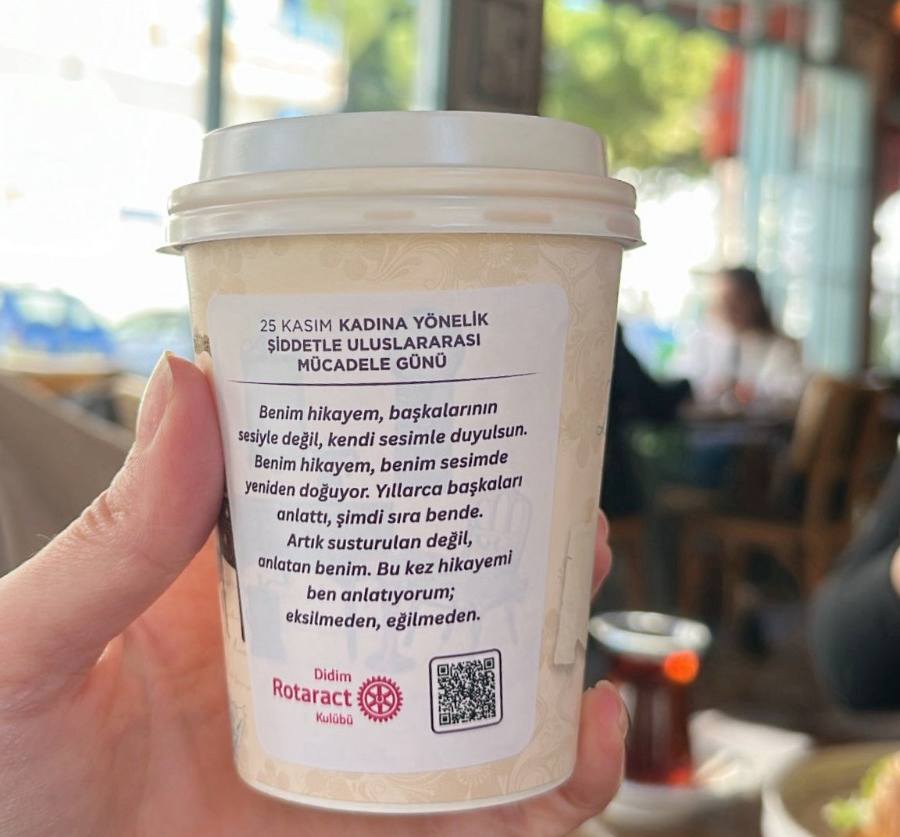 25 KASIM KADINA YÖNELİK
ŞİDDETLE ULUSLARARASI
MÜCADELE GÜNÜ
Benim hikayem, başkalarının
sesiyle değil, kendi sesimle duyulsun.
Benim hikayem, benim sesimde
yeniden doğuyor. Yıllarca başkaları
anlattı, şimdi sıra bende.
Artık susturulan değil,
anlatan benim. Bu kez hikayemi
ben anlatıyorum;
eksilmeden, eğilmeden.
Didim
Rotaract
Kulübü